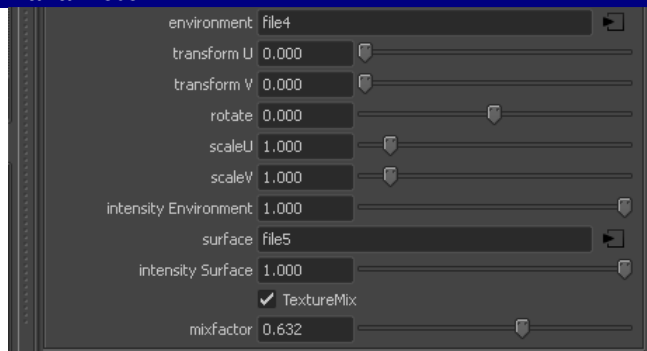 environment file4
transform U 0.000
transform V 0.000
rotate 0.000
scaleU 1.000
scaleV 1.000
intensity Environment 1.000
surface file5
intensity Surface 1.000
TextureMix
mixfactor 0.632